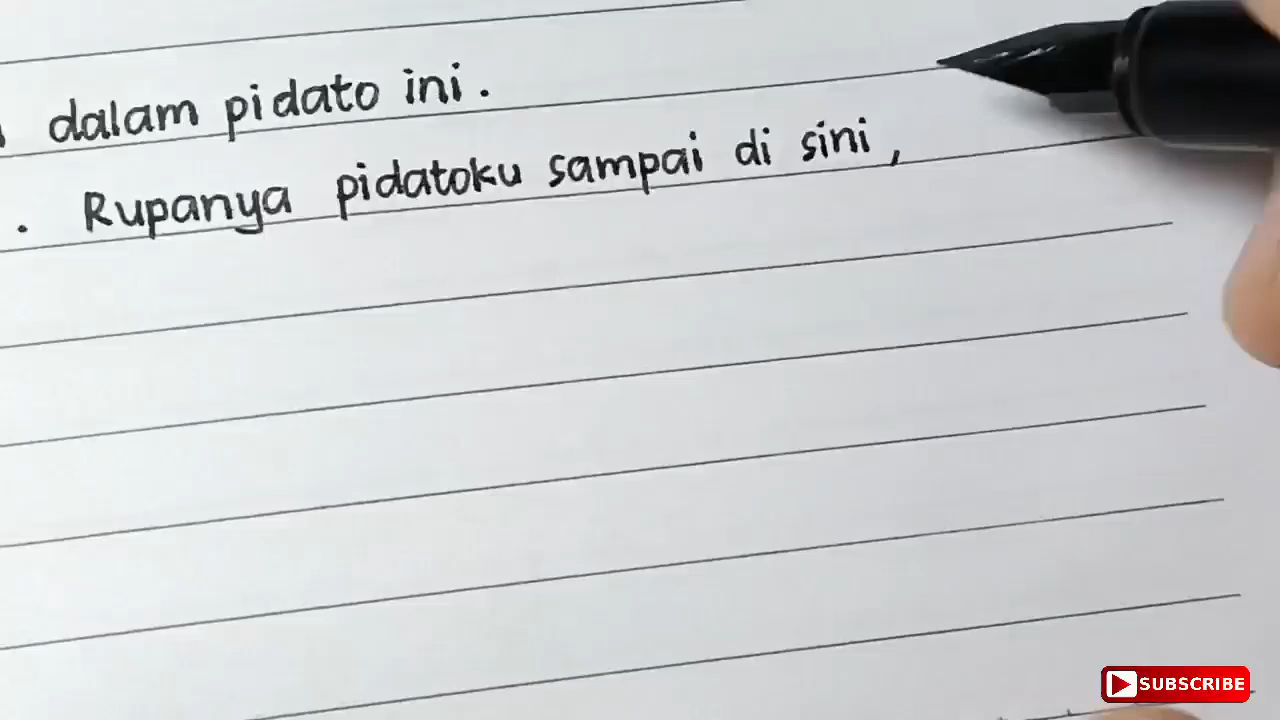 dalam pidato ini.
. Rupanya pidatoku sampai di sini,
SUBSCRIBE